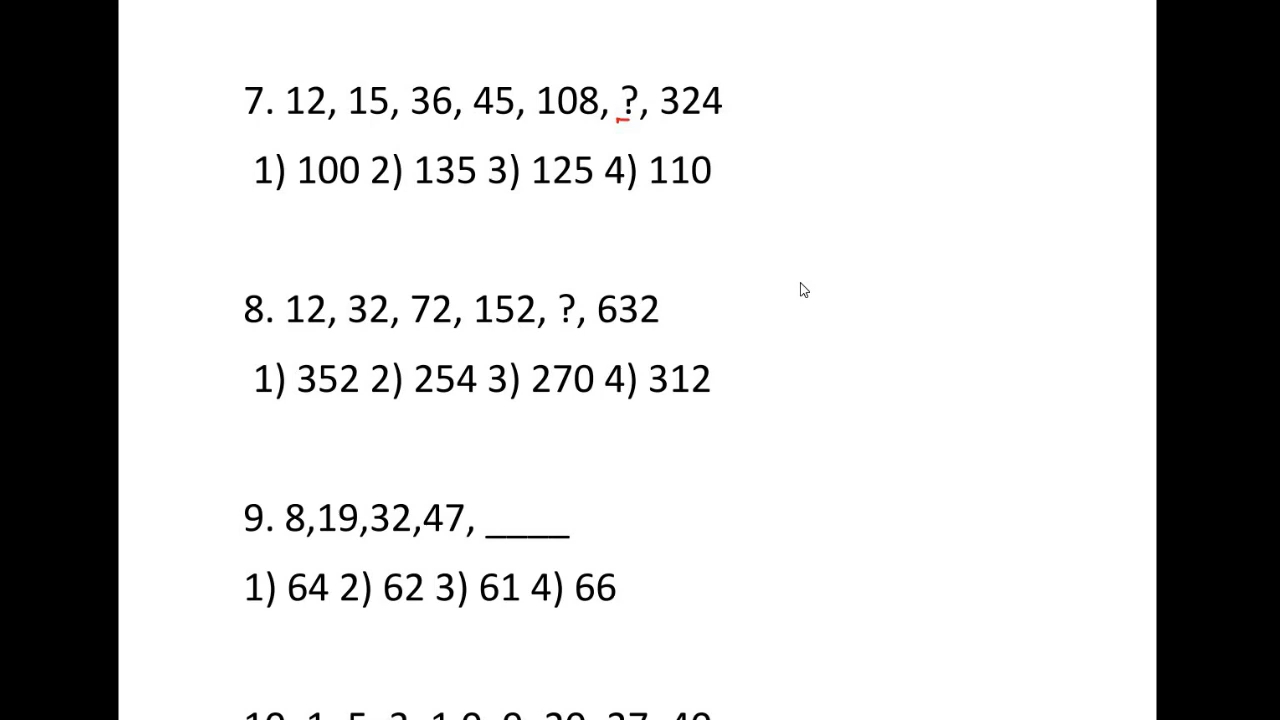 7. 12, 15, 36, 45, 108, ?, 324
1) 100 2) 135 3) 125 4) 110
8. 12, 32, 72, 152, ?, 632
1) 352 2) 254 3) 270 4) 312
9. 8,19,32,47, ____
1) 64 2) 62 3) 61 4) 66